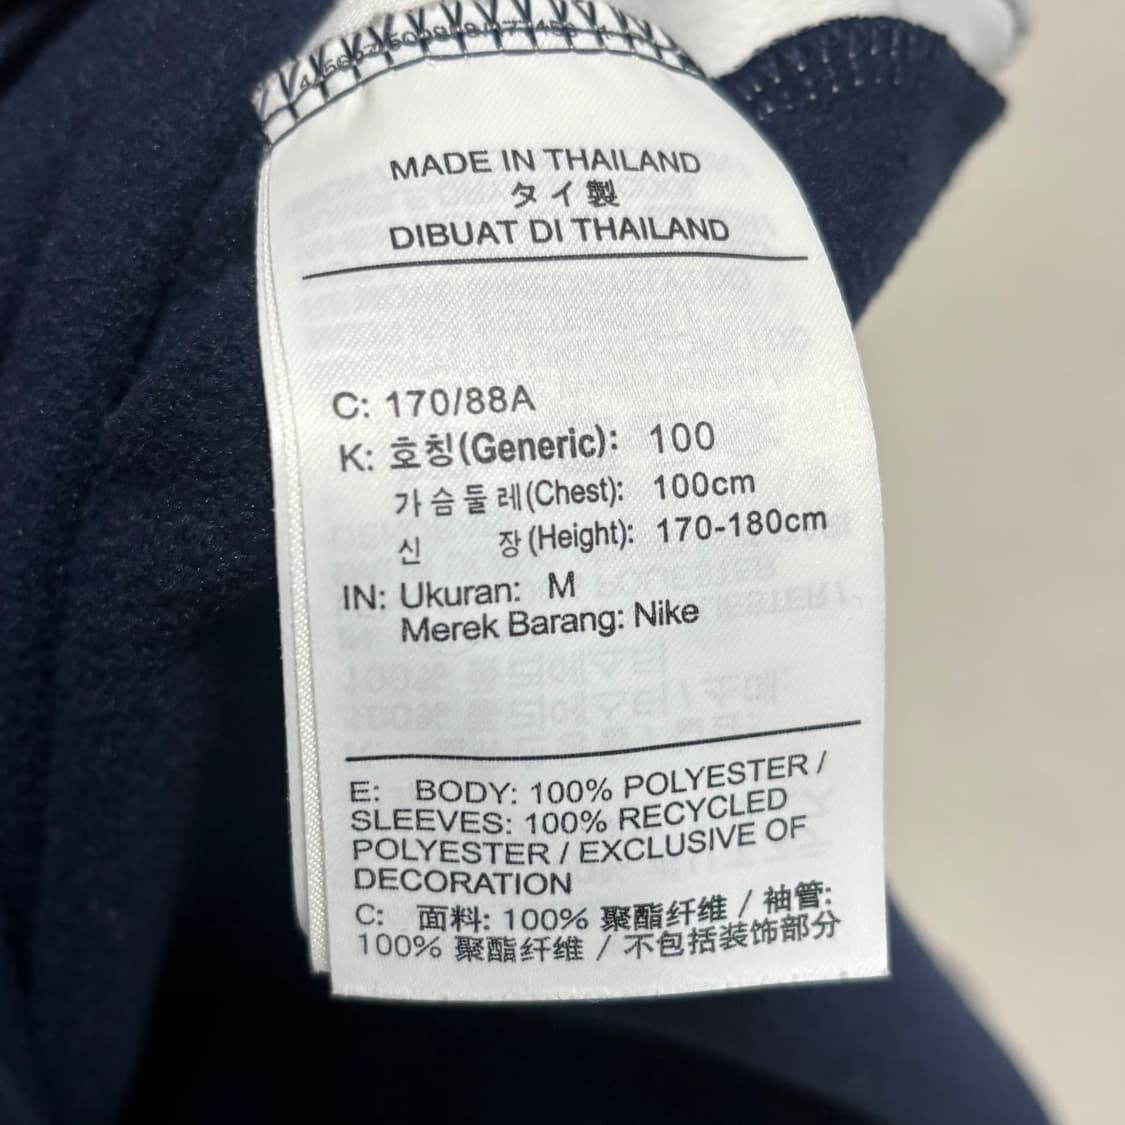 MADE IN THAILAND
タイ製
DIBUAT DI THAILAND
C: 170/88A
K: 호칭(Generic): 100
가슴둘레(Chest): 100cm
신 장(Height): 170-180cm
IN: Ukuran: M
Merek Barang: Nike
E: BODY: 100% POLYESTER /
SLEEVES: 100% RECYCLED
POLYESTER / EXCLUSIVE OF
DECORATION
C: 面料: 100% 聚酯纤维 / 袖管:
100% 聚酯纤维 / 不包括装饰部分